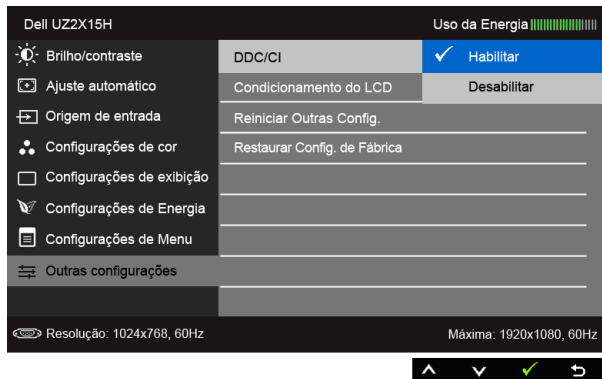 Dell UZ2X15H
Uso da Energia
Brilho/contraste
DDC/CI
Habilitar
Ajuste automático
Condicionamento do LCD
Desabilitar
Origem de entrada
Reiniciar Outras Config.
Configurações de cor
Restaurar Config. de Fábrica
Configurações de exibição
Configurações de Energia
Configurações de Menu
Outras configurações
Resolução: 1024x768, 60Hz
Máxima: 1920x1080, 60Hz